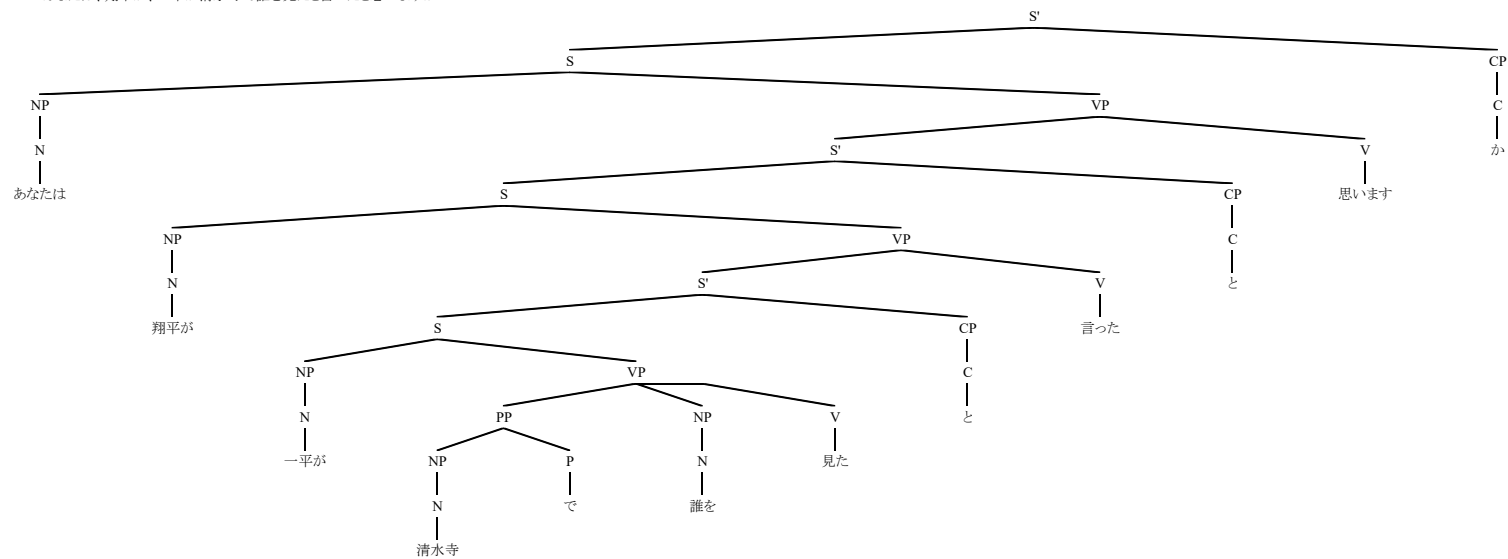 S'
S CP
NP VP C
N S' V か
あなたは S CP 思います
NP VP C
N S' V と
翔平が S CP 言った
NP VP C
N PP NP V と
一平が NP P N 見た
N で 誰を
清水寺